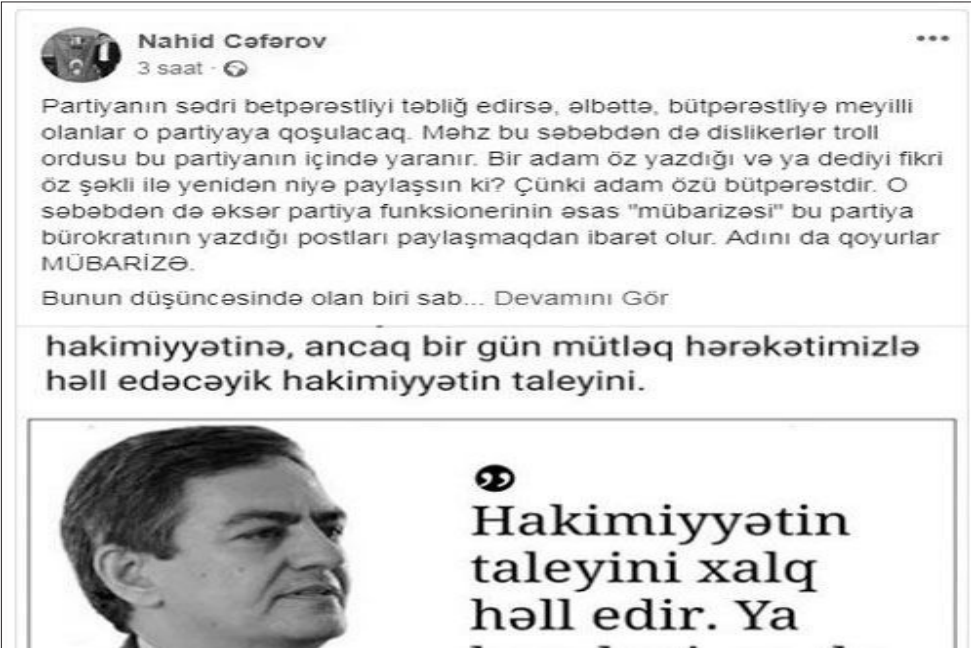 Nahid Cəfərov
3 saat ·
Partiyanın sədri betpərəstliyi təbliğ edirsə, əlbəttə, bütpərəstliyə meyilli
olanlar o partiyaya qoşulacaq. Məhz bu səbəbdən də dislikerlər troll
ordusu bu partiyanın içində yaranır. Bir adam öz yazdığı və ya dediyi fikri
öz şəkli ilə yenidən niyə paylaşsın ki? Çünki adam özü bütpərəstdir. O
səbəbdən də əksər partiya funksionerinin əsas "mübarizəsi" bu partiya
bürokratının yazdığı postları paylaşmaqdan ibarət olur. Adını da qoyurlar
MÜBARİZƏ.
Bunun düşüncəsində olan biri sab... Devamını Gör
hakimiyyətinə, ancaq bir gün mütləq hərəkətimizlə
həll edəcəyik hakimiyyətin taleyini.
Hakimiyyətin
taleyini xalq
həll edir. Ya